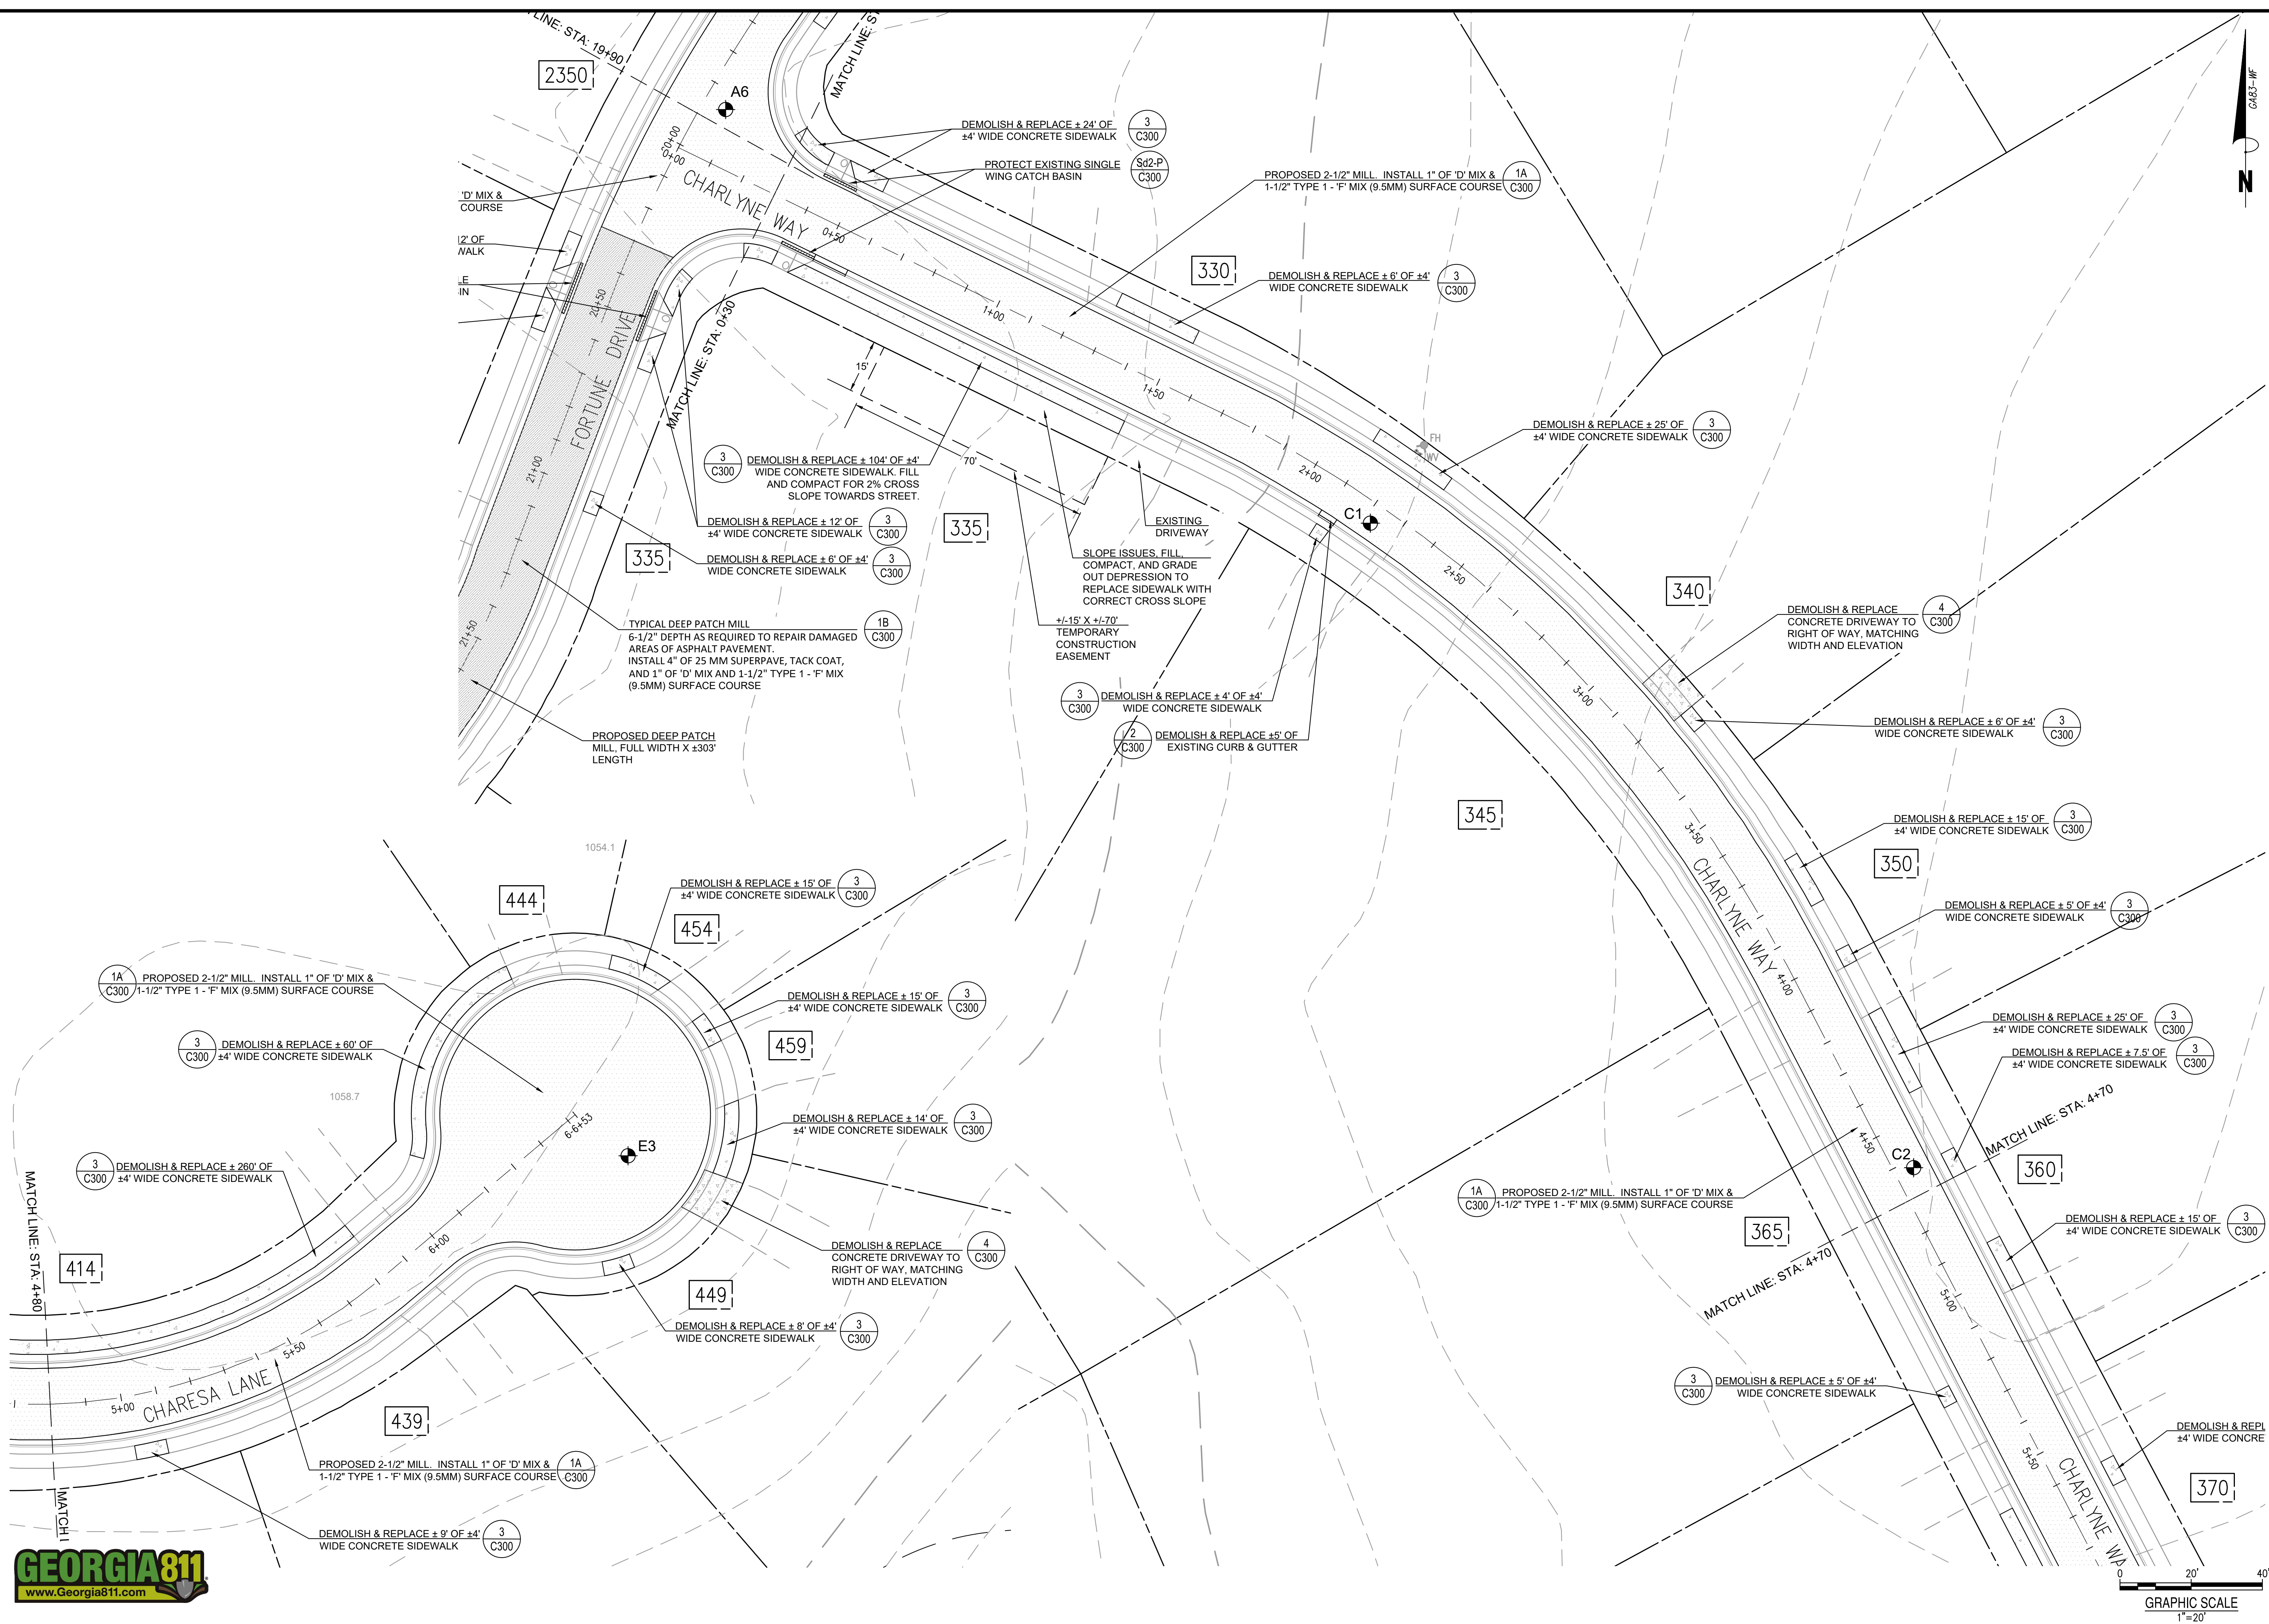 LINE: STA: 19+90
MATCH LINE: S
2350
A6
GA83-WF
N
DEMOLISH & REPLACE ± 24' OF
±4' WIDE CONCRETE SIDEWALK
3
C300
PROTECT EXISTING SINGLE
WING CATCH BASIN
Sd2-P
C300
PROPOSED 2-1/2" MILL. INSTALL 1" OF 'D' MIX &
1-1/2" TYPE 1 - 'F' MIX (9.5MM) SURFACE COURSE
1A
C300
20+00
0+00
CHARLYNE WAY
0+50
'D' MIX &
COURSE
12' OF
WALK
LE
IN
330
DEMOLISH & REPLACE ± 6' OF ±4'
WIDE CONCRETE SIDEWALK
3
C300
20+50
FORTUNE DRIVE
MATCH LINE: STA: 0+30
1+00
15'
1+50
70'
21+00
3
C300
DEMOLISH & REPLACE ± 104' OF ±4'
WIDE CONCRETE SIDEWALK. FILL
AND COMPACT FOR 2% CROSS
SLOPE TOWARDS STREET.
DEMOLISH & REPLACE ± 25' OF
±4' WIDE CONCRETE SIDEWALK
3
C300
FH
WV
2+00
C1
DEMOLISH & REPLACE ± 12' OF
±4' WIDE CONCRETE SIDEWALK
3
C300
335
335
EXISTING
DRIVEWAY
DEMOLISH & REPLACE ± 6' OF ±4'
WIDE CONCRETE SIDEWALK
3
C300
SLOPE ISSUES, FILL,
COMPACT, AND GRADE
OUT DEPRESSION TO
REPLACE SIDEWALK WITH
CORRECT CROSS SLOPE
2+50
340
DEMOLISH & REPLACE
CONCRETE DRIVEWAY TO
RIGHT OF WAY, MATCHING
WIDTH AND ELEVATION
4
C300
21+50
TYPICAL DEEP PATCH MILL
6-1/2" DEPTH AS REQUIRED TO REPAIR DAMAGED
AREAS OF ASPHALT PAVEMENT.
INSTALL 4" OF 25 MM SUPERPAVE, TACK COAT,
AND 1" OF 'D' MIX AND 1-1/2" TYPE 1 - 'F' MIX
(9.5MM) SURFACE COURSE
1B
C300
+/-15' X +/-70'
TEMPORARY
CONSTRUCTION
EASEMENT
3
C300
DEMOLISH & REPLACE ± 4' OF ±4'
WIDE CONCRETE SIDEWALK
2
C300
DEMOLISH & REPLACE ±5' OF
EXISTING CURB & GUTTER
3+00
DEMOLISH & REPLACE ± 6' OF ±4'
WIDE CONCRETE SIDEWALK
3
C300
PROPOSED DEEP PATCH
MILL, FULL WIDTH X ±303'
LENGTH
345
3+50
DEMOLISH & REPLACE ± 15' OF
±4' WIDE CONCRETE SIDEWALK
3
C300
350
CHARLYNE WAY
DEMOLISH & REPLACE ± 5' OF ±4'
WIDE CONCRETE SIDEWALK
3
C300
4+00
DEMOLISH & REPLACE ± 25' OF
±4' WIDE CONCRETE SIDEWALK
3
C300
DEMOLISH & REPLACE ± 7.5' OF
±4' WIDE CONCRETE SIDEWALK
3
C300
4+50
C2
MATCH LINE: STA: 4+70
360
1A
C300
PROPOSED 2-1/2" MILL. INSTALL 1" OF 'D' MIX &
1-1/2" TYPE 1 - 'F' MIX (9.5MM) SURFACE COURSE
365
MATCH LINE: STA: 4+70
DEMOLISH & REPLACE ± 15' OF
±4' WIDE CONCRETE SIDEWALK
3
C300
5+00
3
C300
DEMOLISH & REPLACE ± 5' OF ±4'
WIDE CONCRETE SIDEWALK
DEMOLISH & REPL
±4' WIDE CONCRE
5+50
CHARLYNE WA
370
1054.1
444
DEMOLISH & REPLACE ± 15' OF
±4' WIDE CONCRETE SIDEWALK
3
C300
454
1A
C300
PROPOSED 2-1/2" MILL. INSTALL 1" OF 'D' MIX &
1-1/2" TYPE 1 - 'F' MIX (9.5MM) SURFACE COURSE
DEMOLISH & REPLACE ± 15' OF
±4' WIDE CONCRETE SIDEWALK
3
C300
3
C300
DEMOLISH & REPLACE ± 60' OF
±4' WIDE CONCRETE SIDEWALK
459
1058.7
6-6+53
E3
DEMOLISH & REPLACE ± 14' OF
±4' WIDE CONCRETE SIDEWALK
3
C300
3
C300
DEMOLISH & REPLACE ± 260' OF
±4' WIDE CONCRETE SIDEWALK
MATCH LINE: STA: 4+80
414
6+00
DEMOLISH & REPLACE
CONCRETE DRIVEWAY TO
RIGHT OF WAY, MATCHING
WIDTH AND ELEVATION
4
C300
449
DEMOLISH & REPLACE ± 8' OF ±4'
WIDE CONCRETE SIDEWALK
3
C300
5+50
5+00
CHARESA LANE
439
PROPOSED 2-1/2" MILL. INSTALL 1" OF 'D' MIX &
1-1/2" TYPE 1 - 'F' MIX (9.5MM) SURFACE COURSE
1A
C300
MATCH L
DEMOLISH & REPLACE ± 9' OF ±4'
WIDE CONCRETE SIDEWALK
3
C300
GEORGIA811
www.Georgia811.com
0 20' 40'
GRAPHIC SCALE
1"=20'